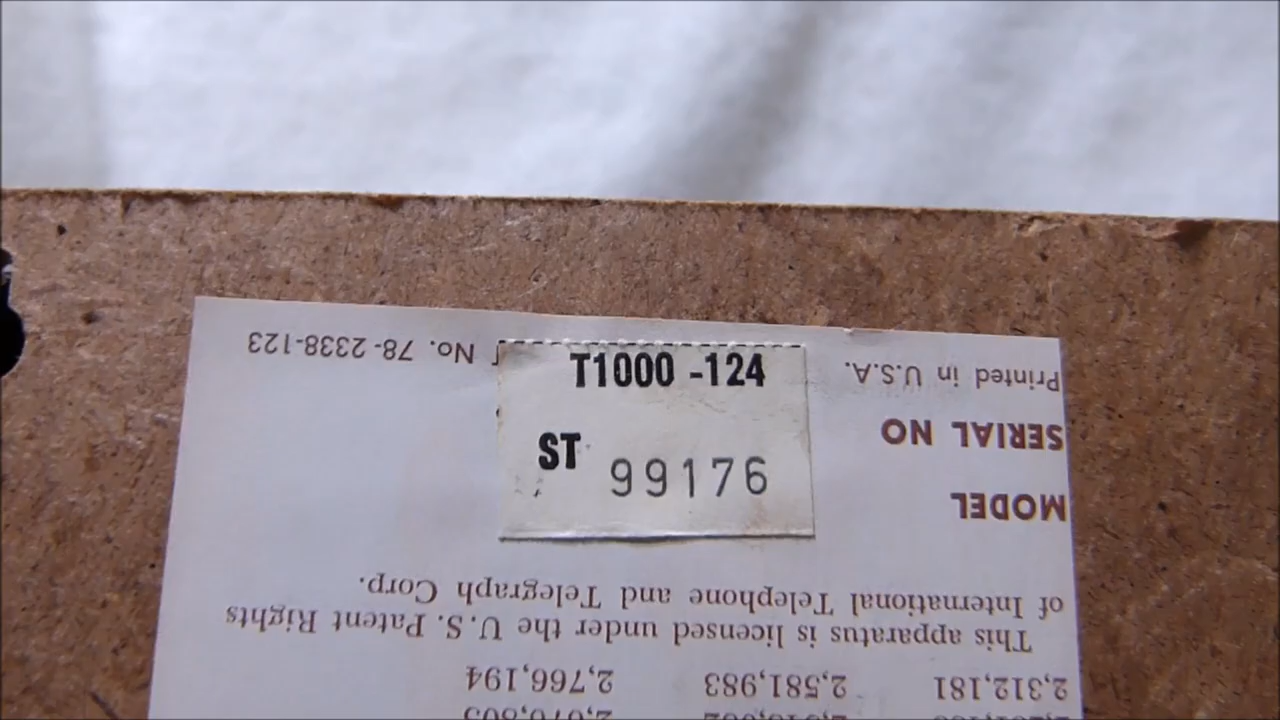 T1000 -124
ST 99176
2,312,181 2,581,983 2,766,194
This apparatus is licensed under the U.S. Patent Rights
of International Telephone and Telegraph Corp.
MODEL
SERIAL NO
Printed in U.S.A. No. 78-2338-123